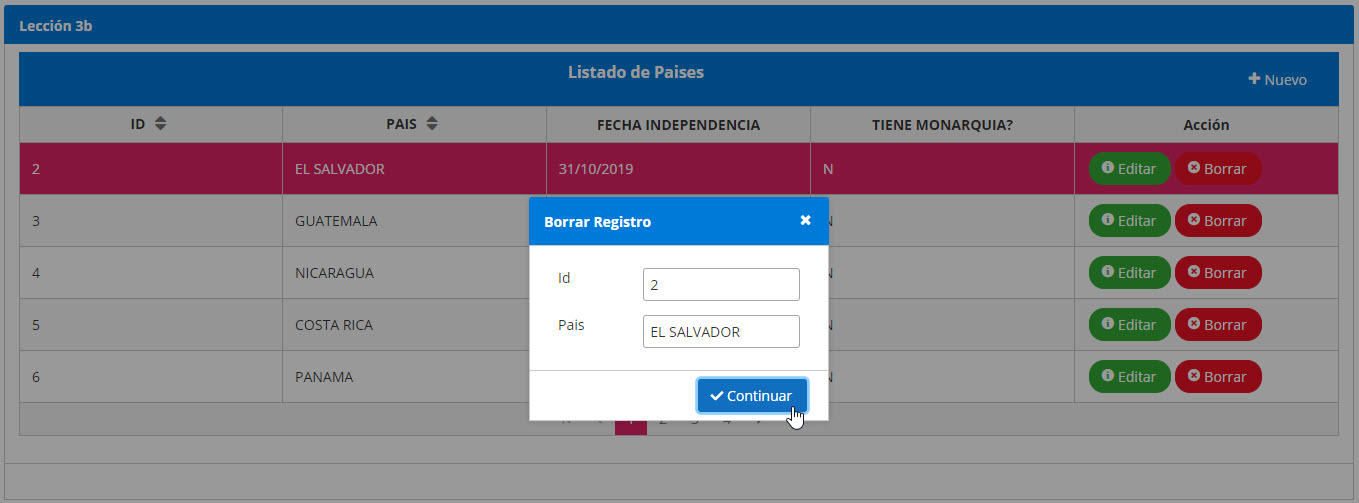 Lección 3b
Listado de Paises
Nuevo
ID PAIS FECHA INDEPENDENCIA TIENE MONARQUIA? Acción
2 EL SALVADOR 31/10/2019 N Editar Borrar
3 GUATEMALA Editar Borrar
4 NICARAGUA Editar Borrar
5 COSTA RICA Editar Borrar
6 PANAMA Editar Borrar
Borrar Registro
Id 2
Pais EL SALVADOR
Continuar